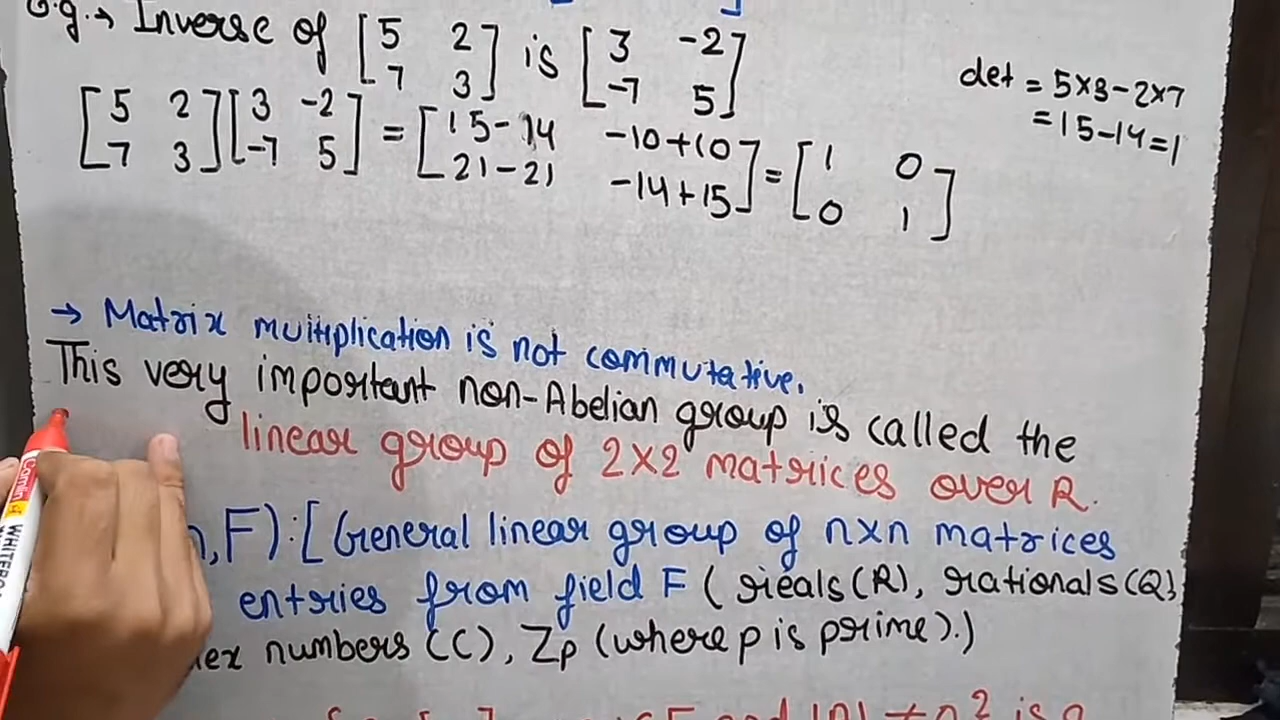 e.g. → Inverse of [5 2 7 3] is [3 -2 -7 5]
det = 5×3-2×7
= 15-14=1
[5 2 7 3][3 -2 -7 5] = [15-14 -10+10 21-21 -14+15] = [1 0 0 1]
→ Matrix multiplication is not commutative.
This very important non-Abelian group is called the
linear group of 2×2 matrices over R.
n,F):[General linear group of n×n matrices
entries from field F (reals(R), rationals(Q)
numbers (C), Zp (where p is prime).)
Camlin